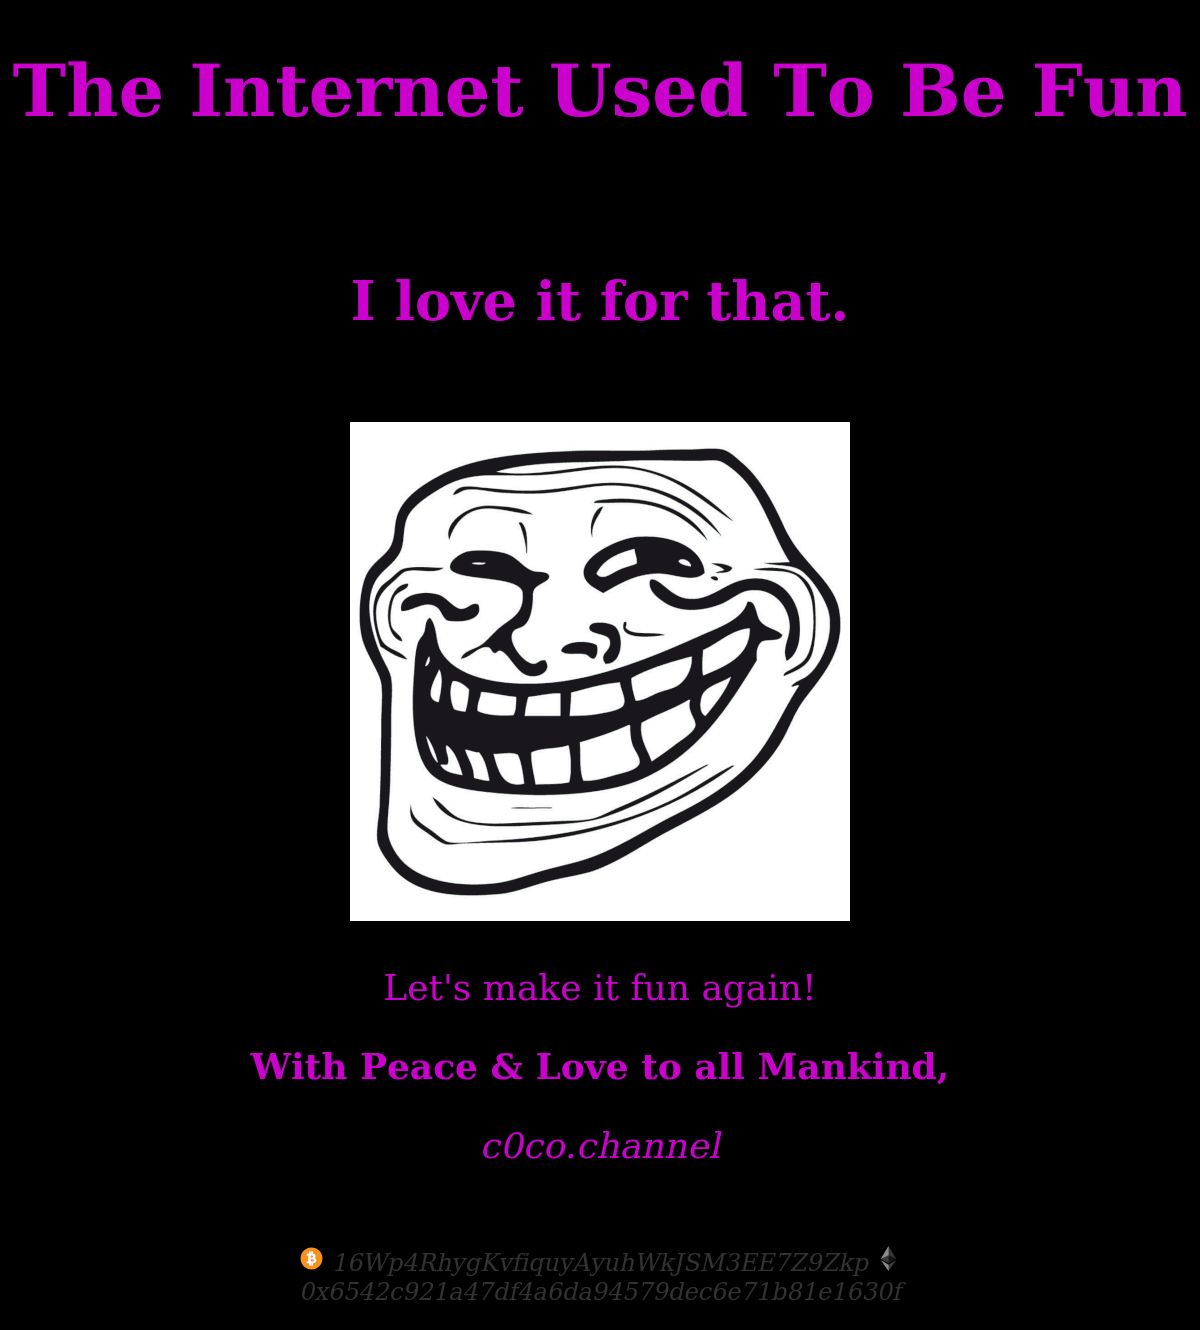 The Internet Used To Be Fun
I love it for that.
Let's make it fun again!
With Peace & Love to all Mankind,
c0co.channel
16Wp4RhygKvfiquyAyuhWkJSM3EE7Z9Zkp
0x6542c921a47df4a6da94579dec6e71b81e1630f